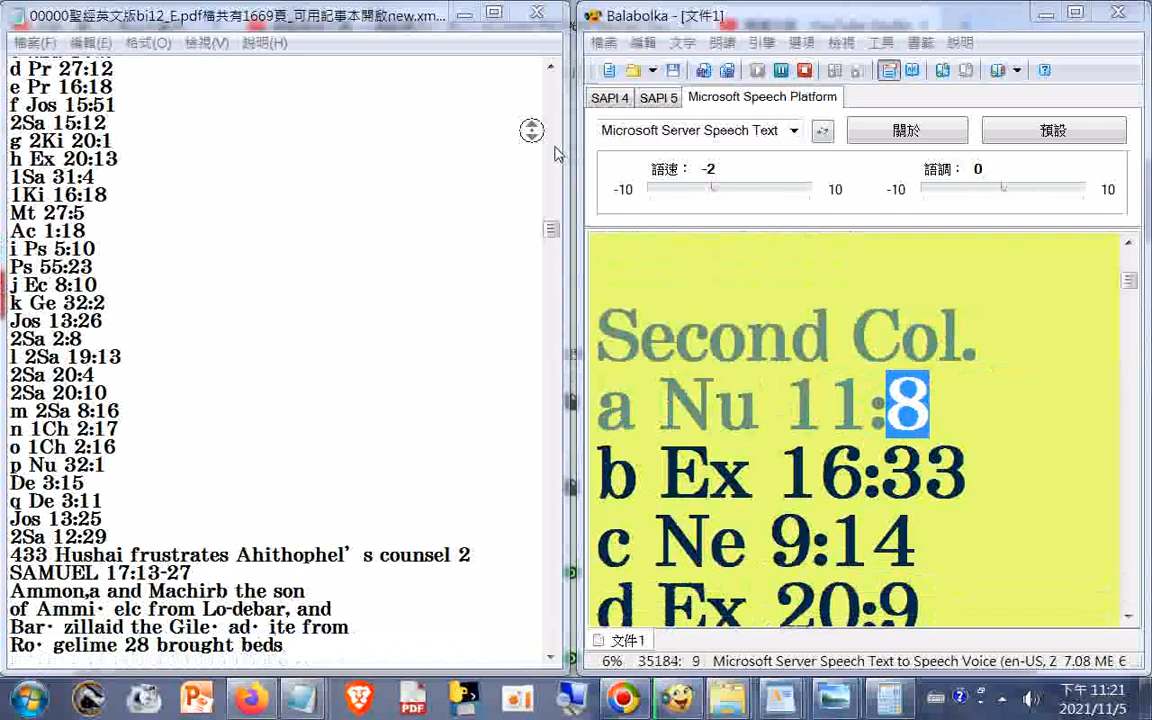 00000聖經英文版bi12_E.pdf檔共有1669頁_可用記事本開啟new.xm...
檔案(F) 編輯(E) 格式(O) 檢視(V) 說明(H)
d Pr 27:12
e Pr 16:18
f Jos 15:51
2Sa 15:12
g 2Ki 20:1
h Ex 20:13
1Sa 31:4
1Ki 16:18
Mt 27:5
Ac 1:18
i Ps 5:10
Ps 55:23
j Ec 8:10
k Ge 32:2
Jos 13:26
2Sa 2:8
l 2Sa 19:13
2Sa 20:4
2Sa 20:10
m 2Sa 8:16
n 1Ch 2:17
o 1Ch 2:16
p Nu 32:1
De 3:15
q De 3:11
Jos 13:25
2Sa 12:29
433 Hushai frustrates Ahithophel’s counsel 2
SAMUEL 17:13-27
Ammon,a and Machirb the son
of Ammi· elc from Lo-debar, and
Bar· zillaid the Gile· ad· ite from
Ro· gelime 28 brought beds
Balabolka - [文件1]
檔案 編輯 文字 朗讀 引擎 選項 檢視 工具 書籤 說明
SAPI 4 SAPI 5 Microsoft Speech Platform
Microsoft Server Speech Text 關於 預設
語速： -2 語調： 0
-10 10 -10 10
Second Col.
a Nu 11:8
b Ex 16:33
c Ne 9:14
d Ex 20:9
文件1
6% 35184: 9 Microsoft Server Speech Text to Speech Voice (en-US, Z 7.08 MB
PDF
下午 11:21
2021/11/5